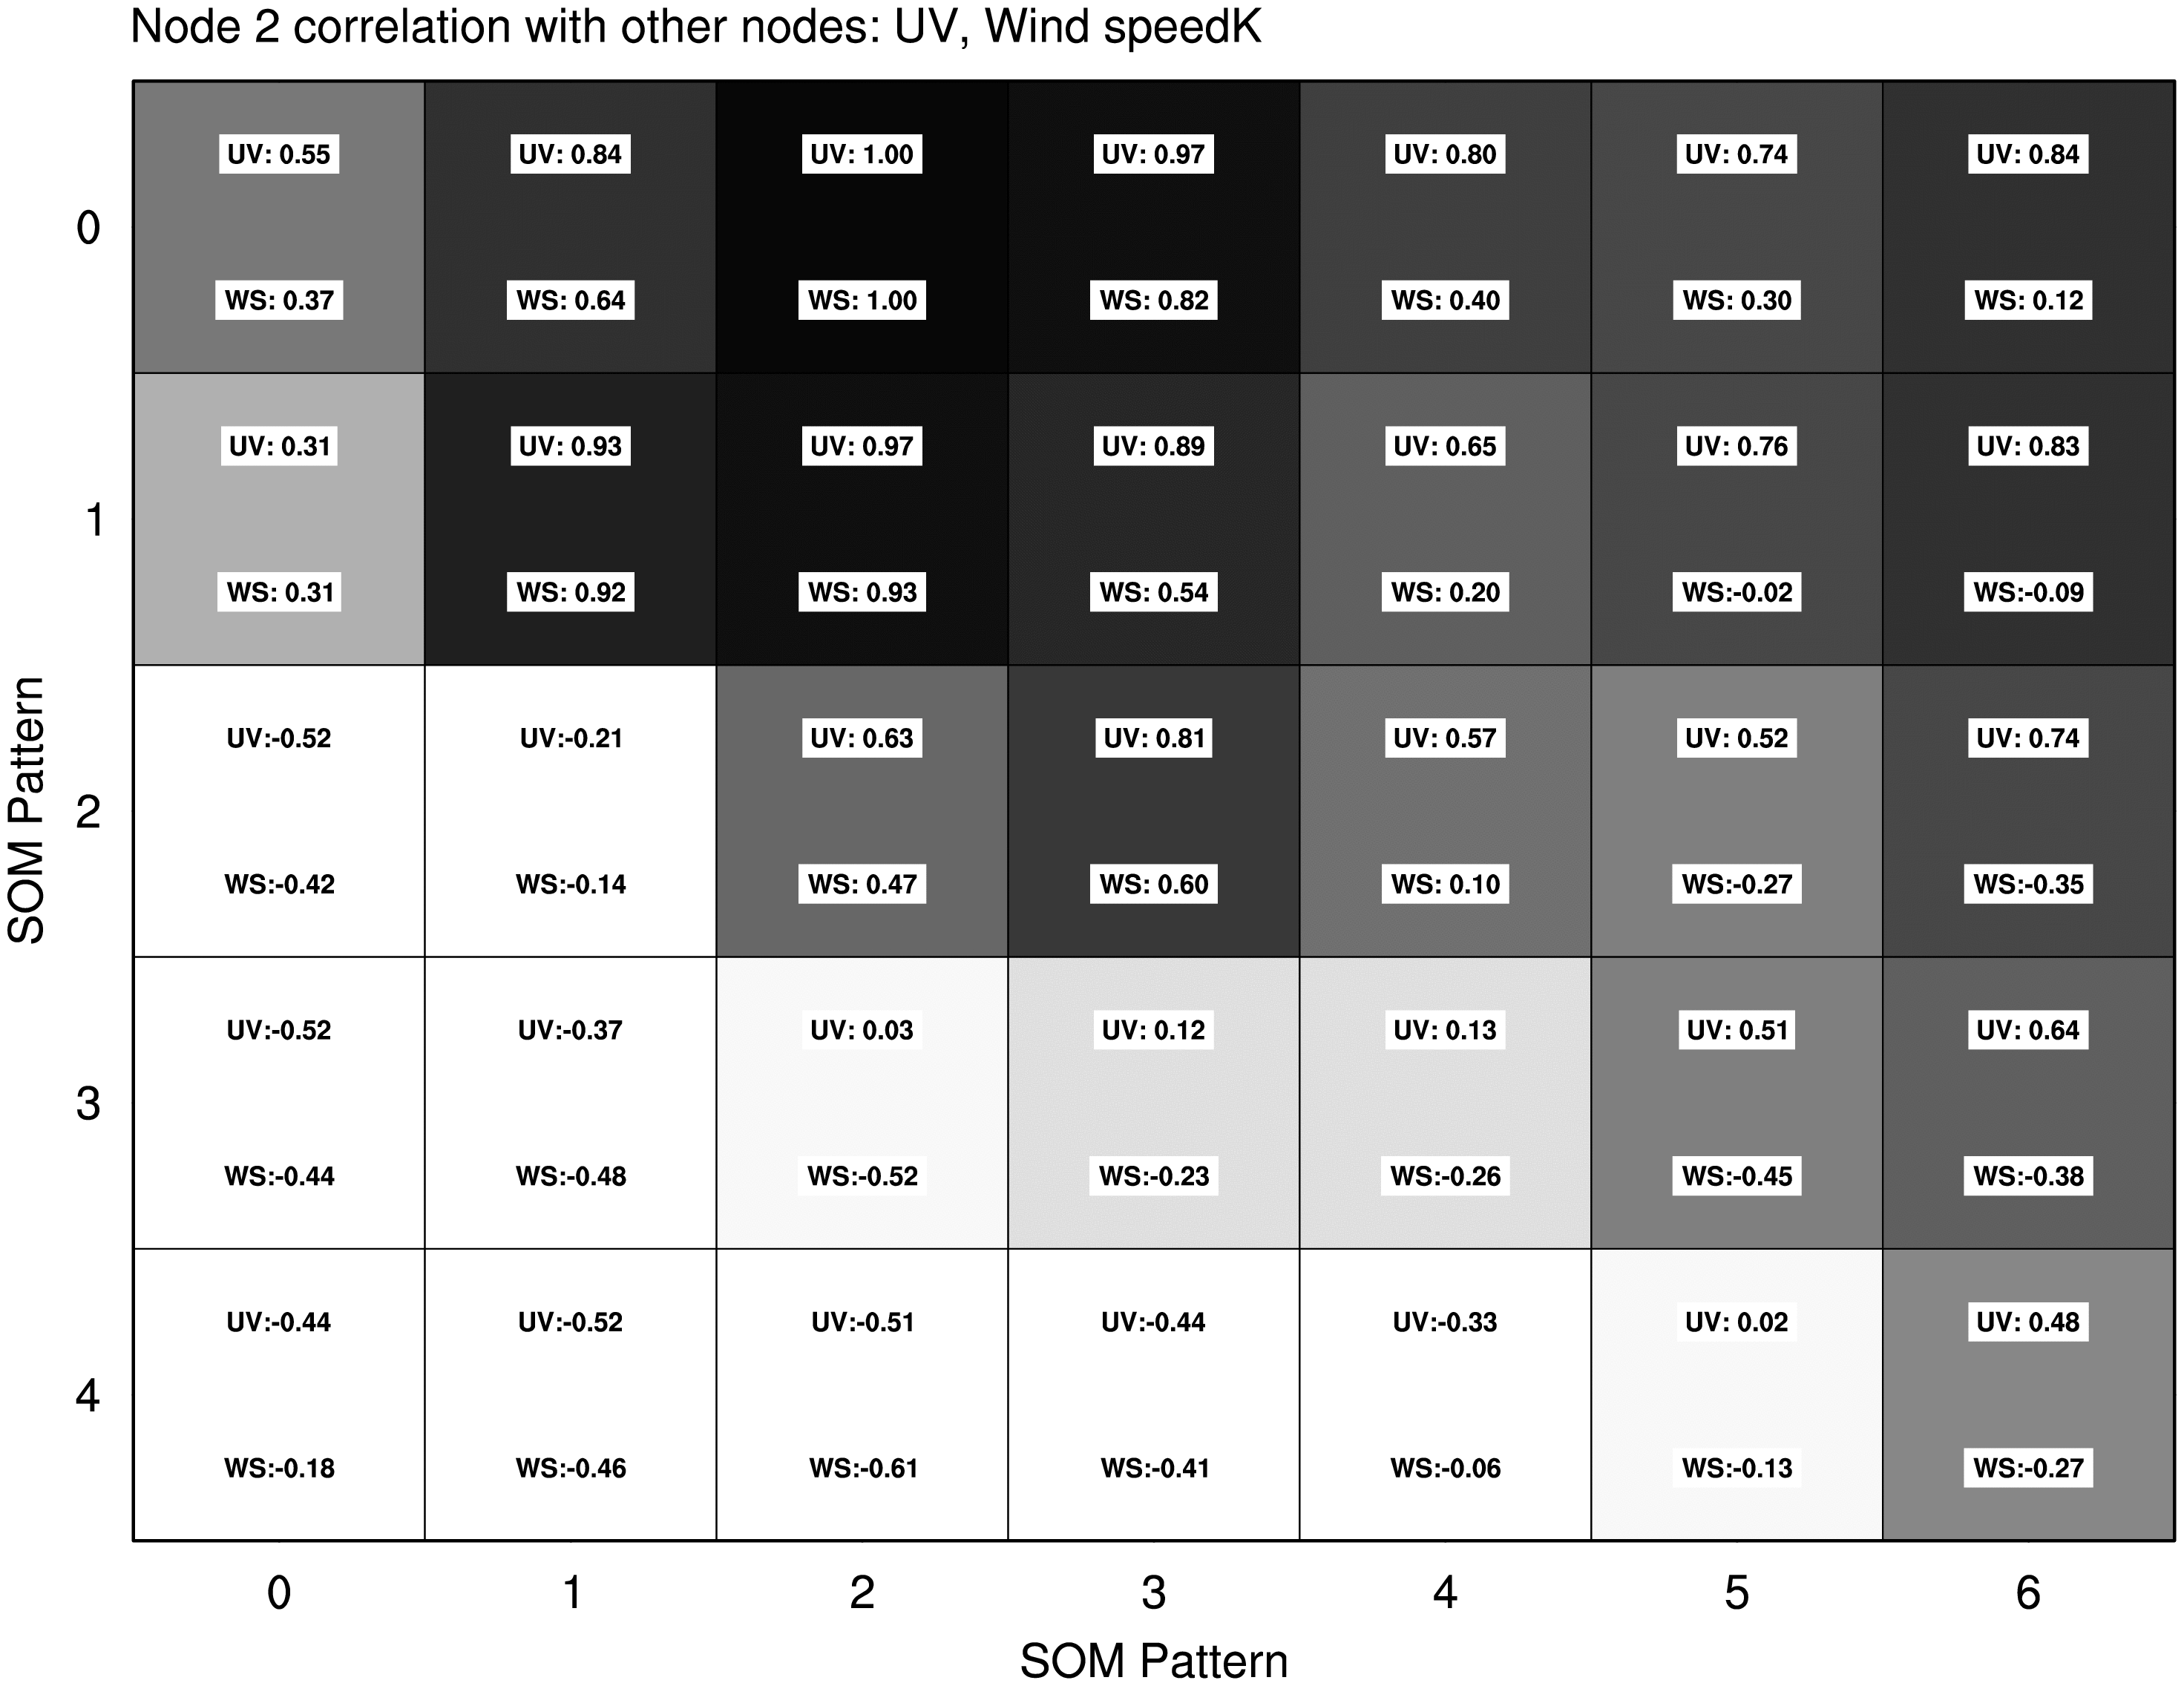 Node 2 correlation with other nodes: UV, Wind speedK
UV: 0.55 UV: 0.84 UV: 1.00 UV: 0.97 UV: 0.80 UV: 0.74 UV: 0.84
0
WS: 0.37 WS: 0.64 WS: 1.00 WS: 0.82 WS: 0.40 WS: 0.30 WS: 0.12
UV: 0.31 UV: 0.93 UV: 0.97 UV: 0.89 UV: 0.65 UV: 0.76 UV: 0.83
1
WS: 0.31 WS: 0.92 WS: 0.93 WS: 0.54 WS: 0.20 WS:-0.02 WS:-0.09
UV:-0.52 UV:-0.21 UV: 0.63 UV: 0.81 UV: 0.57 UV: 0.52 UV: 0.74
SOM Pattern
2
WS:-0.42 WS:-0.14 WS: 0.47 WS: 0.60 WS: 0.10 WS:-0.27 WS:-0.35
UV:-0.52 UV:-0.37 UV: 0.03 UV: 0.12 UV: 0.13 UV: 0.51 UV: 0.64
3
WS:-0.44 WS:-0.48 WS:-0.52 WS:-0.23 WS:-0.26 WS:-0.45 WS:-0.38
UV:-0.44 UV:-0.52 UV:-0.51 UV:-0.44 UV:-0.33 UV: 0.02 UV: 0.48
4
WS:-0.18 WS:-0.46 WS:-0.61 WS:-0.41 WS:-0.06 WS:-0.13 WS:-0.27
0 1 2 3 4 5 6
SOM Pattern